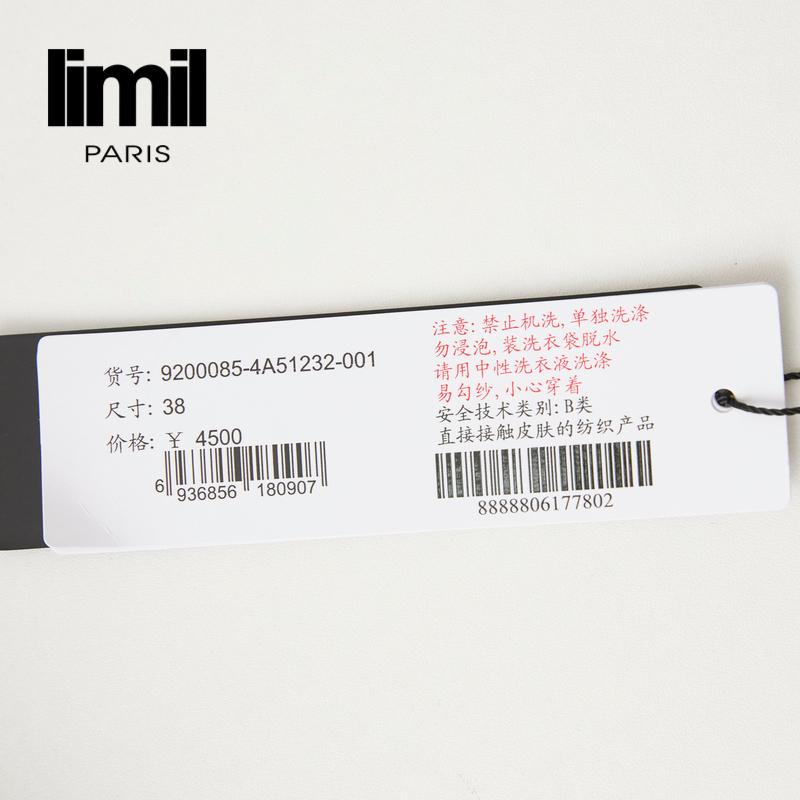 limil
PARIS
货号: 9200085-4A51232-001
尺寸: 38
价格: ￥ 4500
6 936856 180907
注意: 禁止机洗, 单独洗涤
勿浸泡, 装洗衣袋脱水
请用中性洗衣液洗涤
易勾纱, 小心穿着
安全技术类别: B类
直接接触皮肤的纺织产品
8888806177802